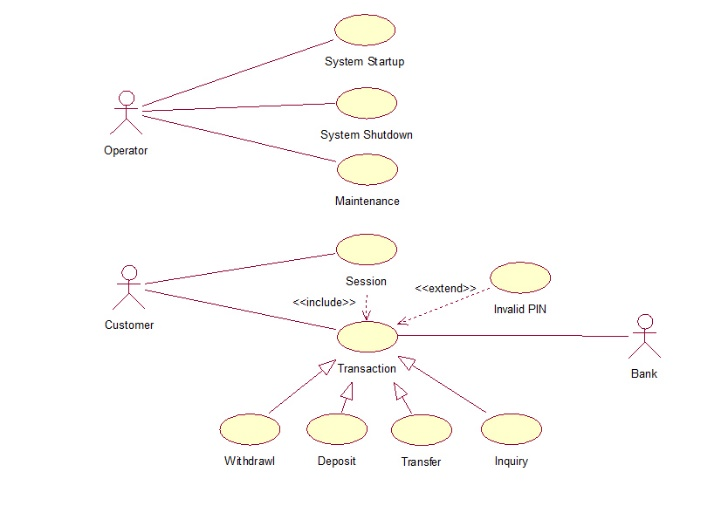 System Startup
System Shutdown
Operator
Maintenance
Session
<<extend>>
<<include>>
Invalid PIN
Customer
Transaction
Bank
Withdrawl
Deposit
Transfer
Inquiry